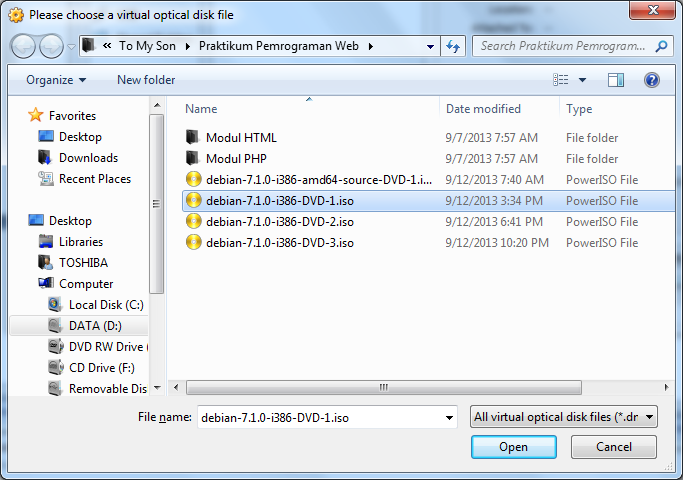 Please choose a virtual optical disk file
« To My Son Praktikum Pemrograman Web
Search Praktikum Pemrogram...
Organize New folder
Name Date modified Type
Favorites
Desktop
Downloads
Recent Places
Desktop
Libraries
TOSHIBA
Computer
Local Disk (C:)
DATA (D:)
DVD RW Drive (
CD Drive (F:)
Removable Dis
Modul HTML 9/7/2013 7:57 AM File folder
Modul PHP 9/7/2013 7:57 AM File folder
debian-7.1.0-i386-amd64-source-DVD-1.i... 9/12/2013 7:40 AM PowerISO File
debian-7.1.0-i386-DVD-1.iso 9/12/2013 3:34 PM PowerISO File
debian-7.1.0-i386-DVD-2.iso 9/12/2013 6:41 PM PowerISO File
debian-7.1.0-i386-DVD-3.iso 9/12/2013 10:20 PM PowerISO File
File name: debian-7.1.0-i386-DVD-1.iso All virtual optical disk files (*.dr
Open Cancel